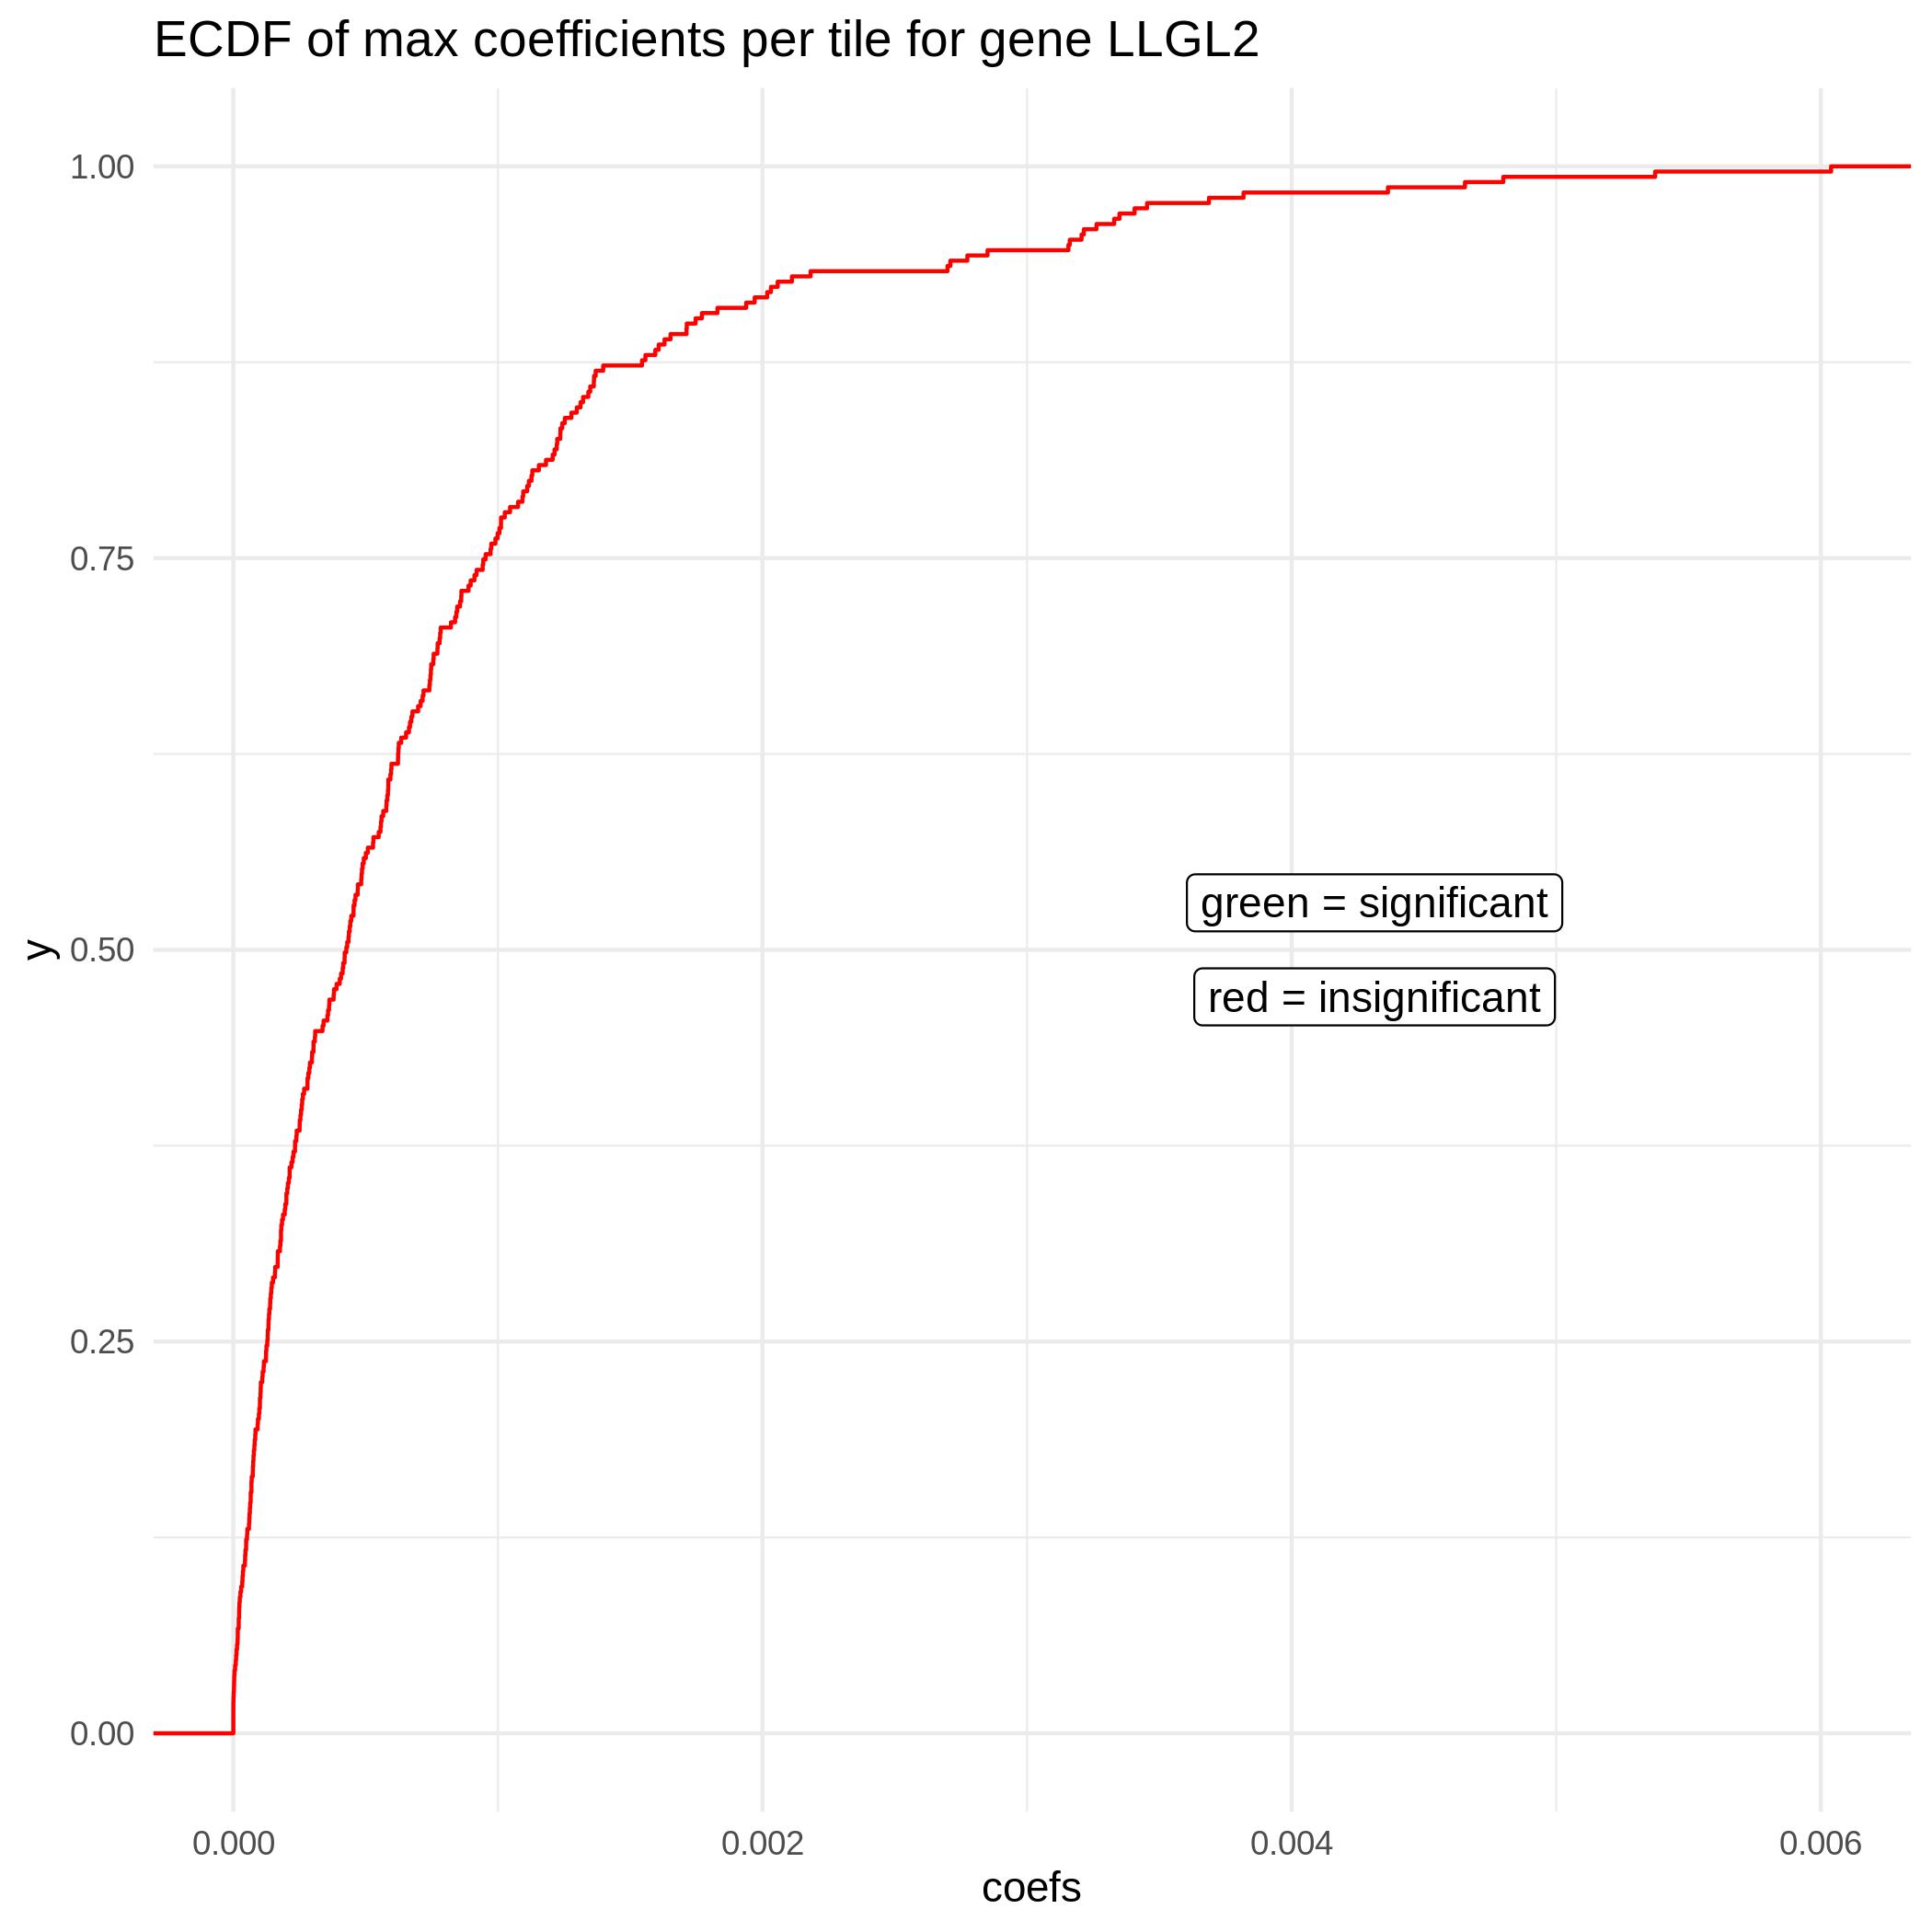 ECDF of max coefficients per tile for gene LLGL2
1.00
0.75
0.50
0.25
0.00
y
green = significant
red = insignificant
0.000 0.002 0.004 0.006
coefs